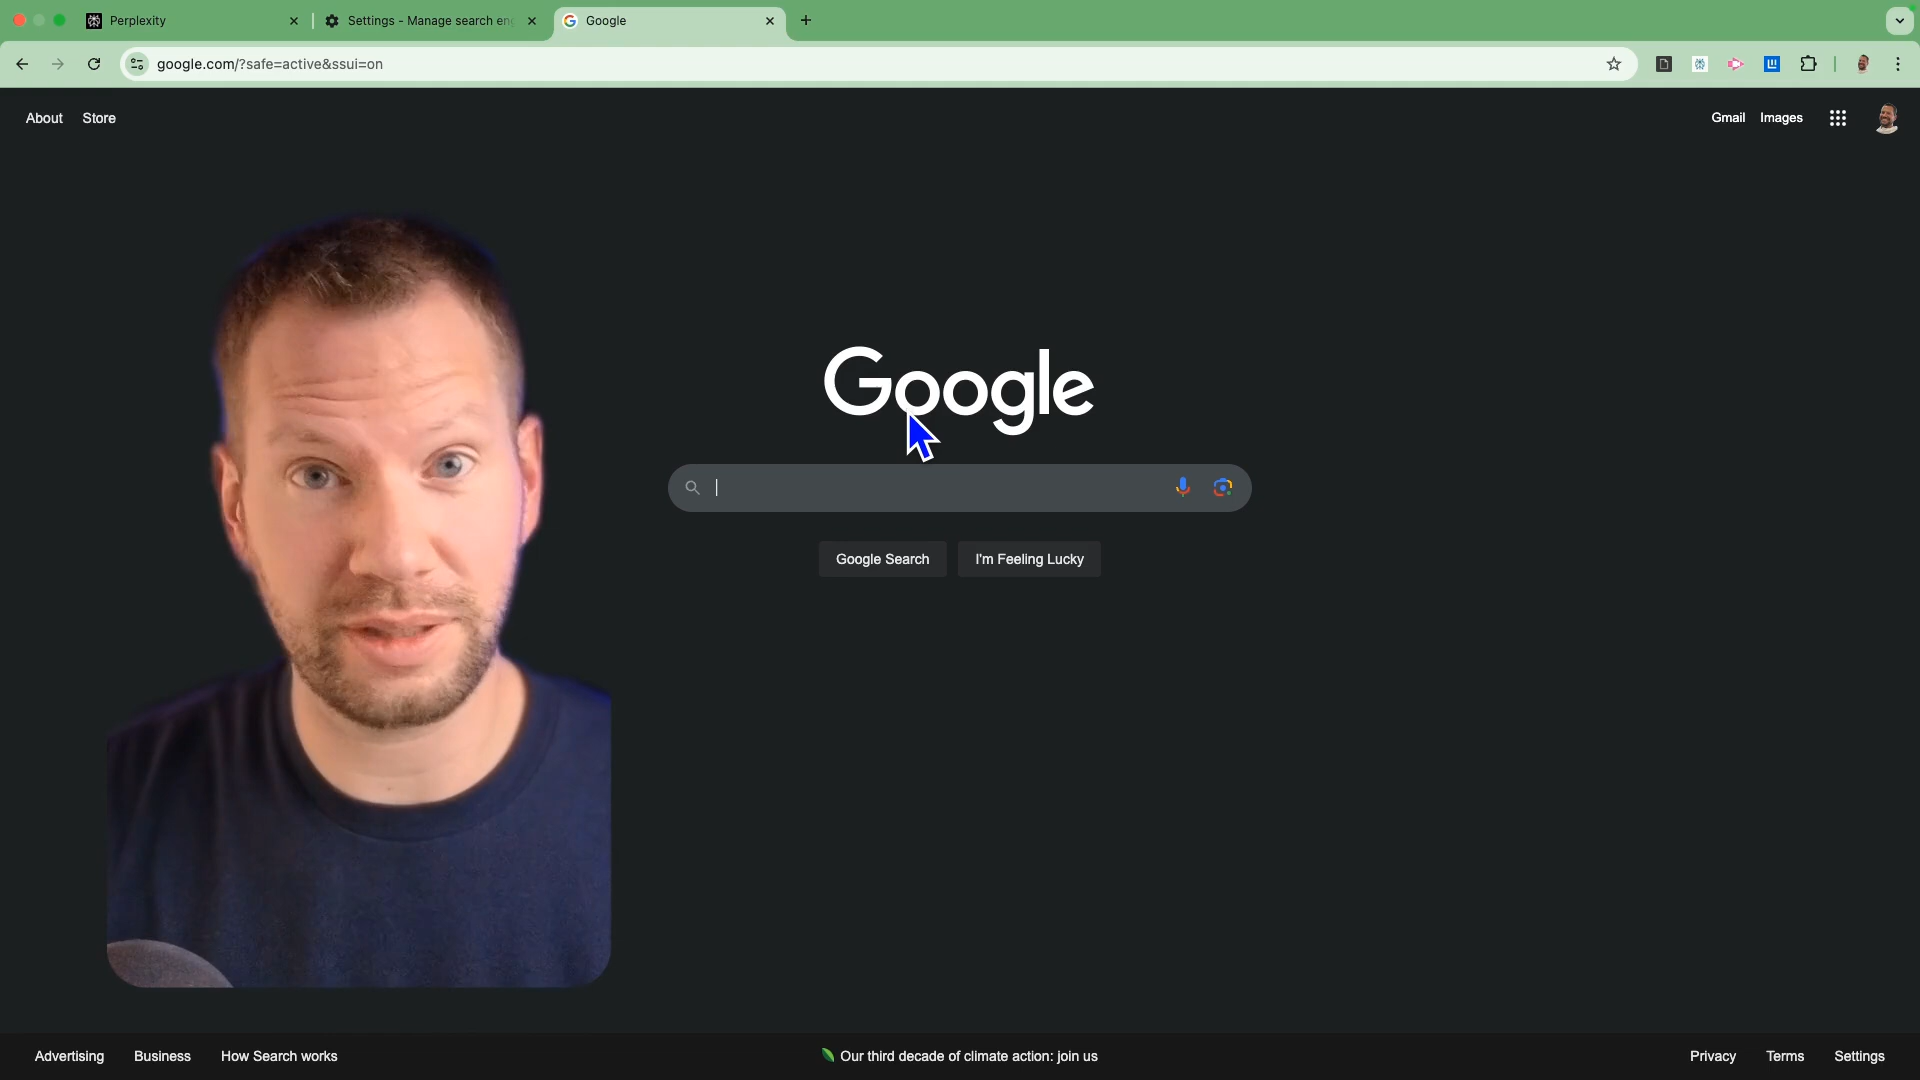 Perplexity
Settings - Manage search en
Google
google.com/?safe=active&ssui=on
About Store
Gmail Images
Google
Google Search
I'm Feeling Lucky
Advertising Business How Search works
Our third decade of climate action: join us
Privacy Terms Settings